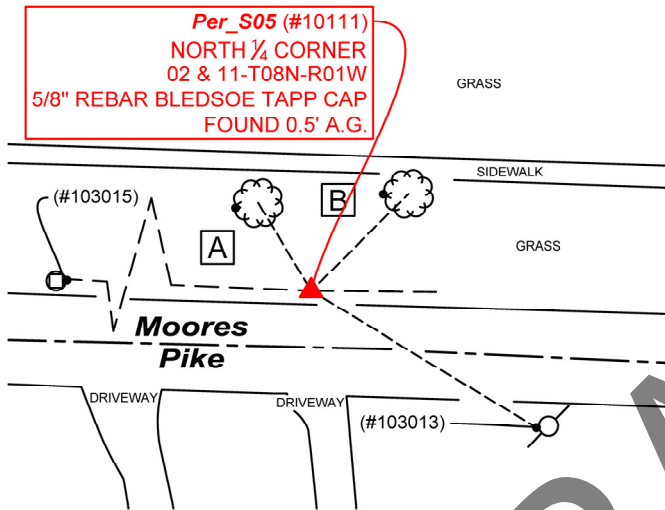 Per_S05 (#10111)
NORTH ¼ CORNER
02 & 11-T08N-R01W
5/8" REBAR BLEDSOE TAPP CAP
FOUND 0.5' A.G.
GRASS
SIDEWALK
(#103015)
B
A
GRASS
Moores
Pike
DRIVEWAY
DRIVEWAY
(#103013)